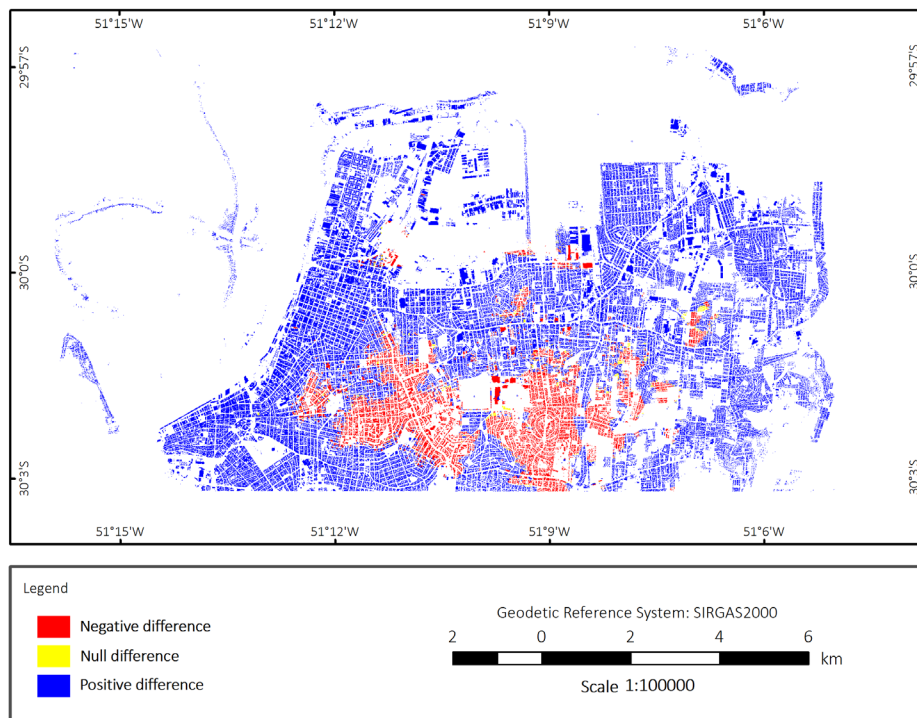 51°15'W 51°12'W 51°9'W 51°6'W
29°57'S 29°57'S
30°0'S 30°0'S
30°3'S 30°3'S
51°15'W 51°12'W 51°9'W 51°6'W
Legend
Negative difference
Null difference
Positive difference
Geodetic Reference System: SIRGAS2000
2 0 2 4 6
km
Scale 1:100000